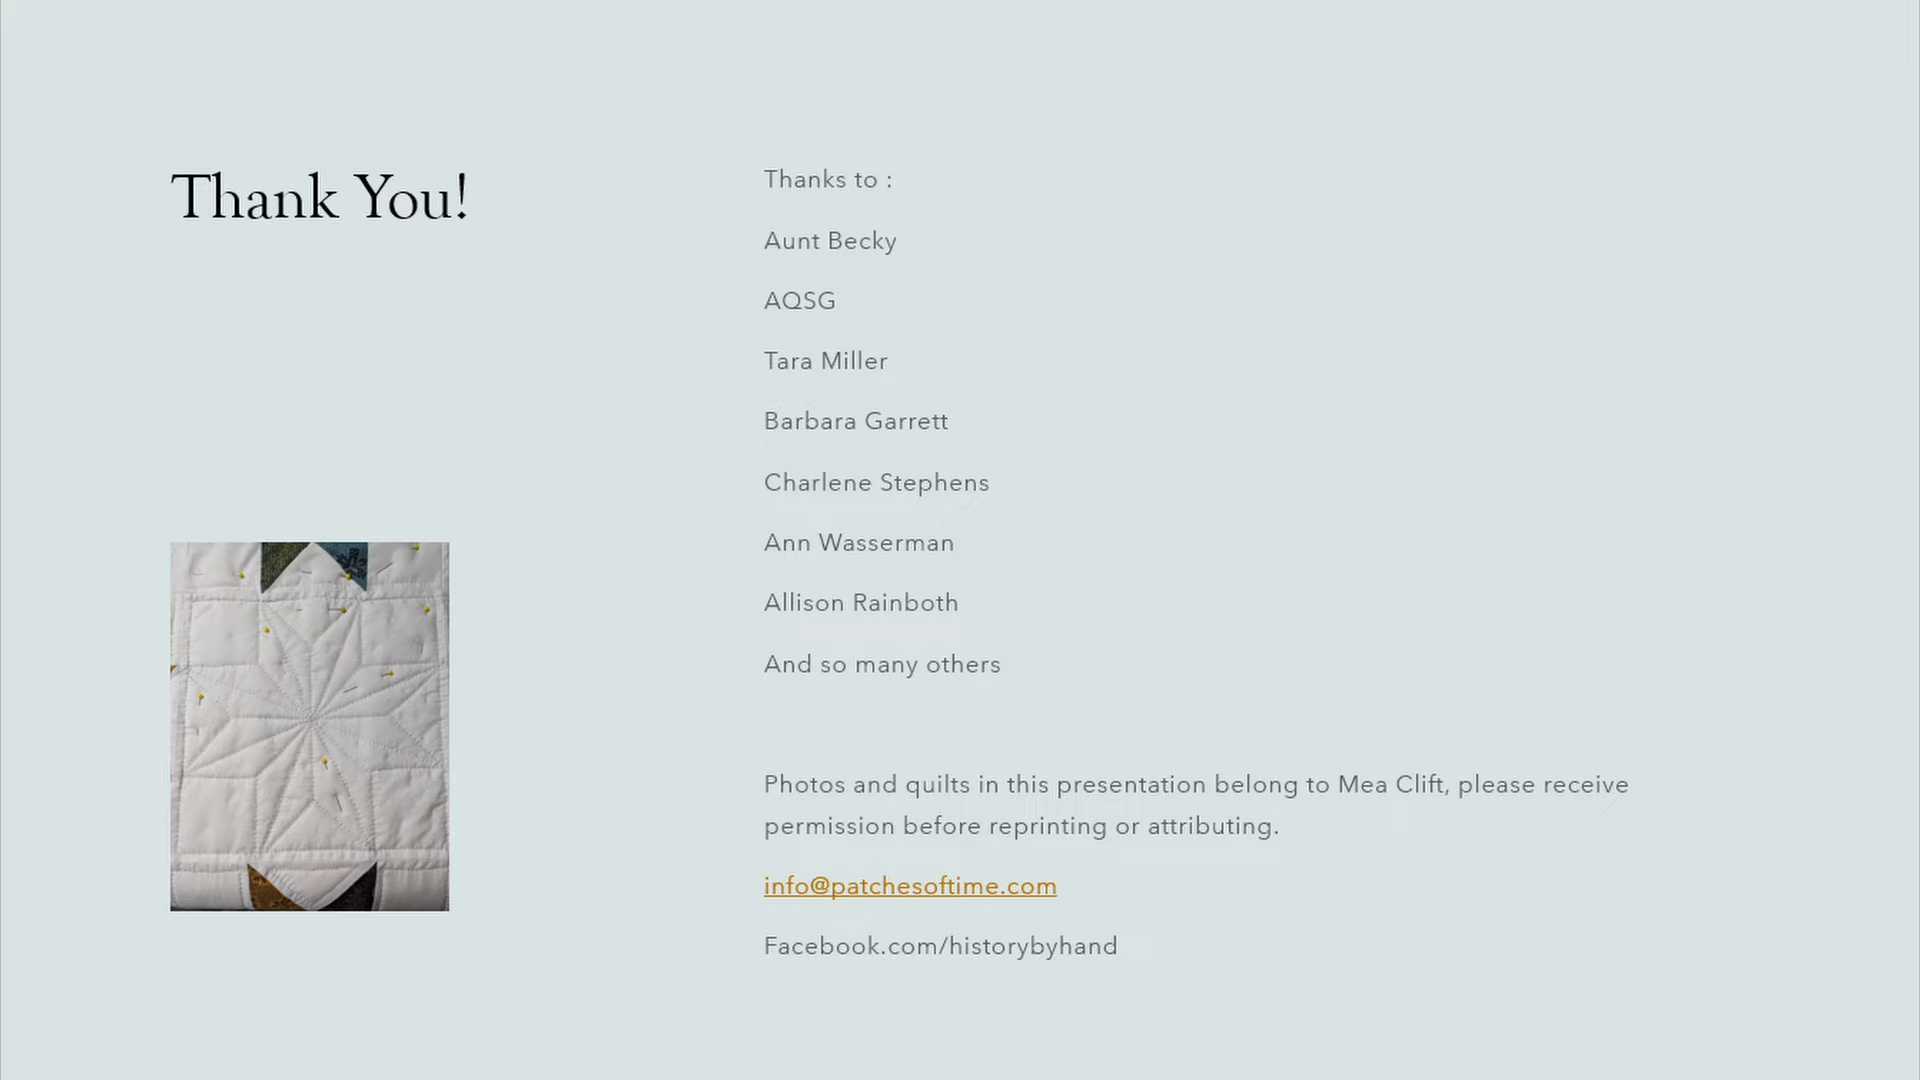 Thank You!
Thanks to :
Aunt Becky
AQSG
Tara Miller
Barbara Garrett
Charlene Stephens
Ann Wasserman
Allison Rainboth
And so many others
Photos and quilts in this presentation belong to Mea Clift, please receive
permission before reprinting or attributing.
info@patchesoftime.com
Facebook.com/historybyhand